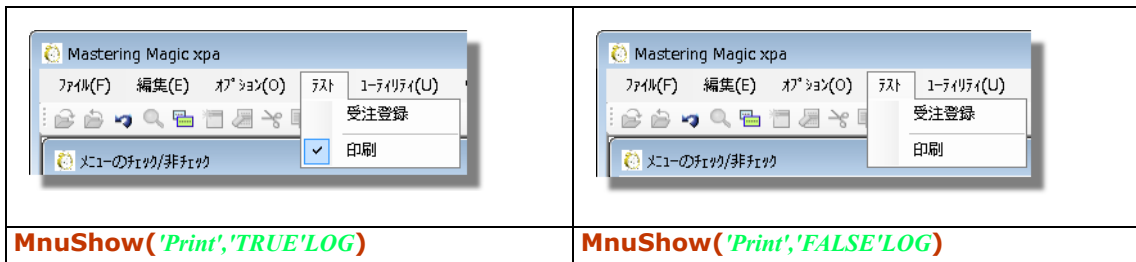 Mastering Magic xpa
ファイル(F) 編集(E) オプション(O) テスト ユーティリティ(U)
受注登録
印刷
メニューのチェック/非チェック
MnuShow('Print','TRUE'LOG)
Mastering Magic xpa
ファイル(F) 編集(E) オプション(O) テスト ユーティリティ(U)
受注登録
印刷
メニューのチェック/非チェック
MnuShow('Print','FALSE'LOG)